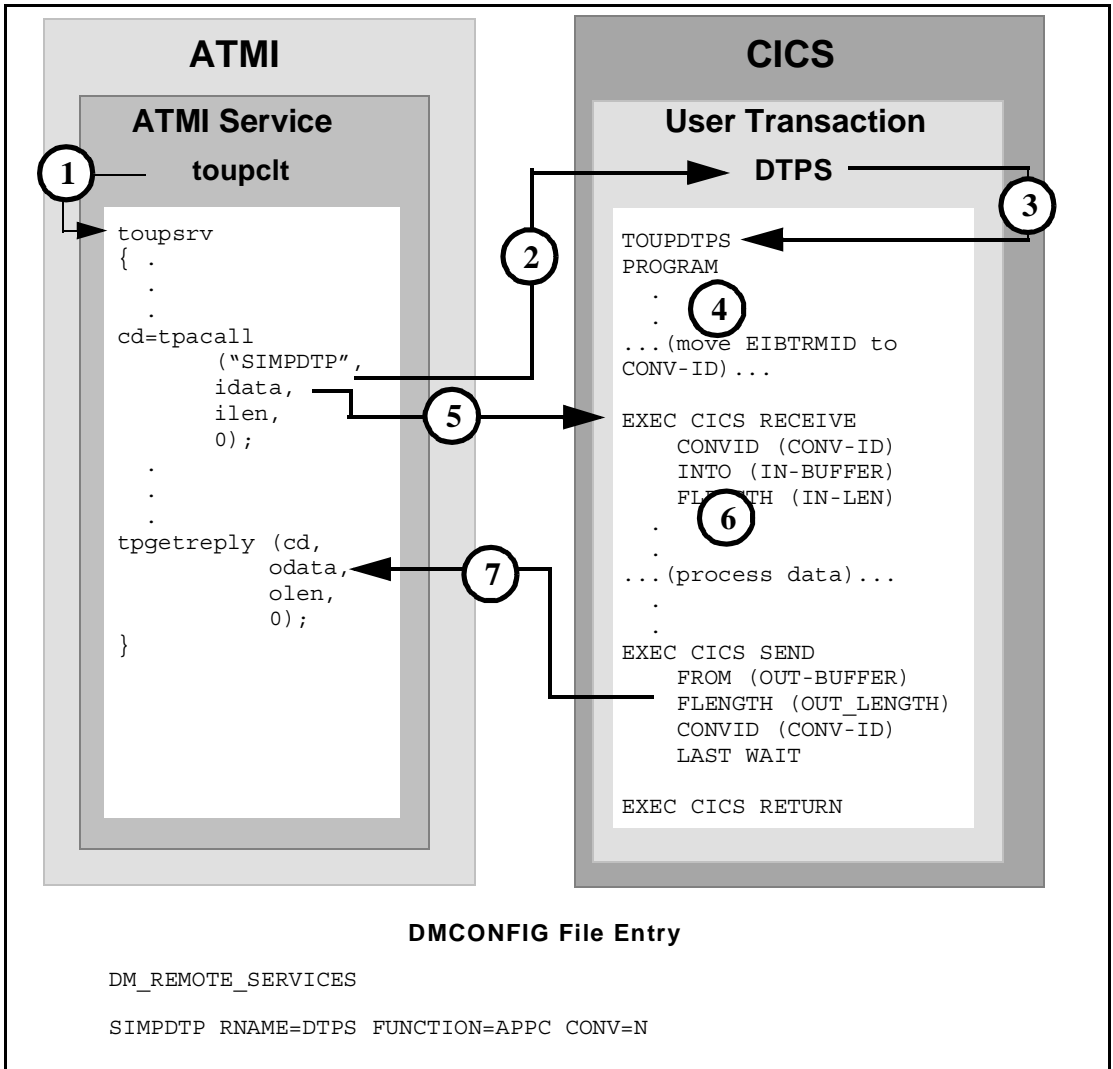 ATMI
ATMI Service
toupclt
1
toupsrv
{ .
.
.
cd=tpacall
(“SIMPDTP”,
idata,
ilen,
0);
.
.
.
tpgetreply (cd,
odata,
olen,
0);
}
2
5
7
CICS
User Transaction
DTPS
3
TOUPDTPS
PROGRAM
.
.
4
...(move EIBTRMID to
CONV-ID)...
EXEC CICS RECEIVE
CONVID (CONV-ID)
INTO (IN-BUFFER)
FLENGTH (IN-LEN)
.
6
.
...(process data)...
.
.
EXEC CICS SEND
FROM (OUT-BUFFER)
FLENGTH (OUT_LENGTH)
CONVID (CONV-ID)
LAST WAIT
EXEC CICS RETURN
DMCONFIG File Entry
DM_REMOTE_SERVICES
SIMPDTP RNAME=DTPS FUNCTION=APPC CONV=N